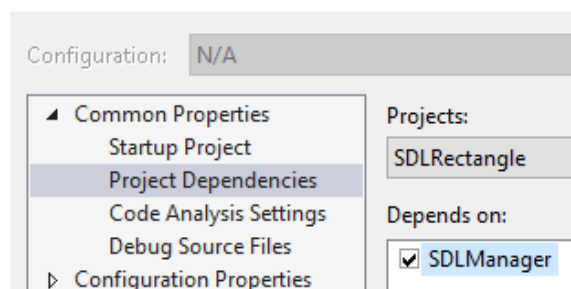 Configuration: N/A
Common Properties
Startup Project
Project Dependencies
Code Analysis Settings
Debug Source Files
Configuration Properties
Projects:
SDLRectangle
Depends on:
SDLManager